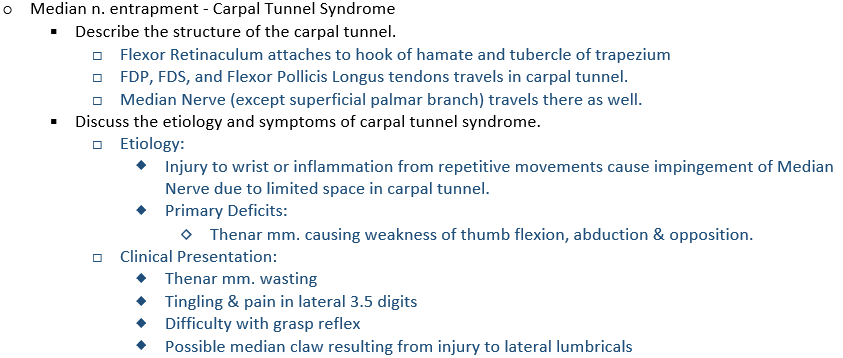 Median n. entrapment - Carpal Tunnel Syndrome
Describe the structure of the carpal tunnel.
Flexor Retinaculum attaches to hook of hamate and tubercle of trapezium
FDP, FDS, and Flexor Pollicis Longus tendons travels in carpal tunnel.
Median Nerve (except superficial palmar branch) travels there as well.
Discuss the etiology and symptoms of carpal tunnel syndrome.
Etiology:
Injury to wrist or inflammation from repetitive movements cause impingement of Median
Nerve due to limited space in carpal tunnel.
Primary Deficits:
Thenar mm. causing weakness of thumb flexion, abduction & opposition.
Clinical Presentation:
Thenar mm. wasting
Tingling & pain in lateral 3.5 digits
Difficulty with grasp reflex
Possible median claw resulting from injury to lateral lumbricals